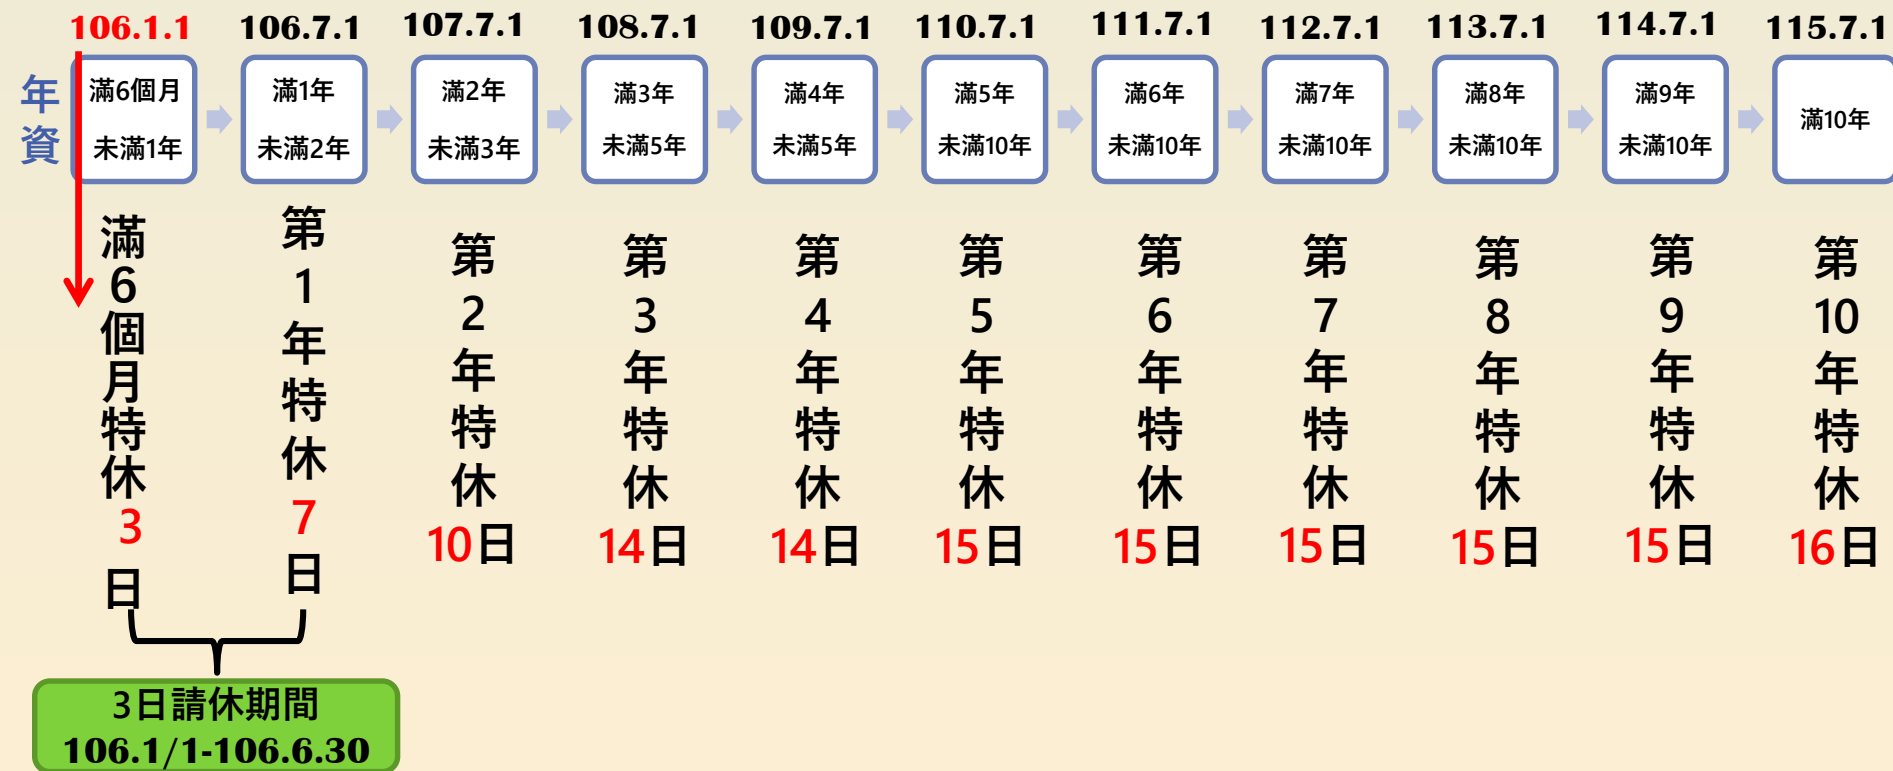 106.1.1
106.7.1
107.7.1
108.7.1
109.7.1
110.7.1
111.7.1
112.7.1
113.7.1
114.7.1
115.7.1
年資
滿6個月
未滿1年
滿1年
未滿2年
滿2年
未滿3年
滿3年
未滿5年
滿4年
未滿5年
滿5年
未滿10年
滿6年
未滿10年
滿7年
未滿10年
滿8年
未滿10年
滿9年
未滿10年
滿10年
滿6個月特休3日
第1年特休7日
第2年特休10日
第3年特休14日
第4年特休14日
第5年特休15日
第6年特休15日
第7年特休15日
第8年特休15日
第9年特休15日
第10年特休16日
3日請休期間
106.1/1-106.6.30